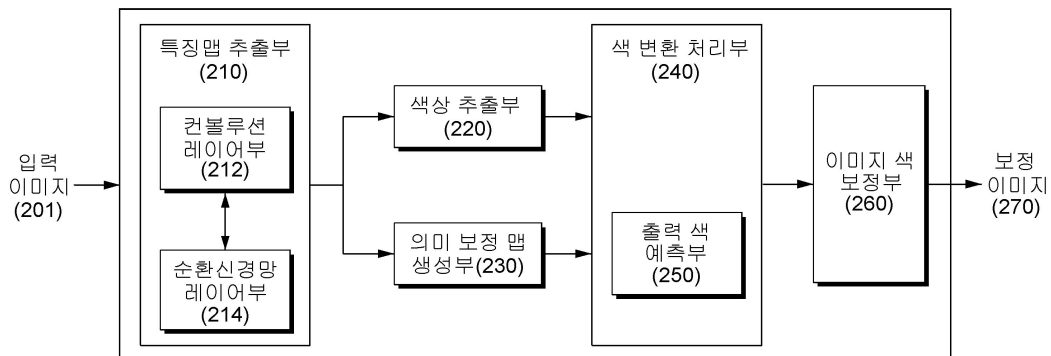 입력
이미지
(201)
특징맵 추출부
(210)
컨볼루션
레이어부
(212)
순환신경망
레이어부
(214)
색상 추출부
(220)
의미 보정 맵
생성부(230)
색 변환 처리부
(240)
출력 색
예측부
(250)
이미지 색
보정부
(260)
보정
이미지
(270)